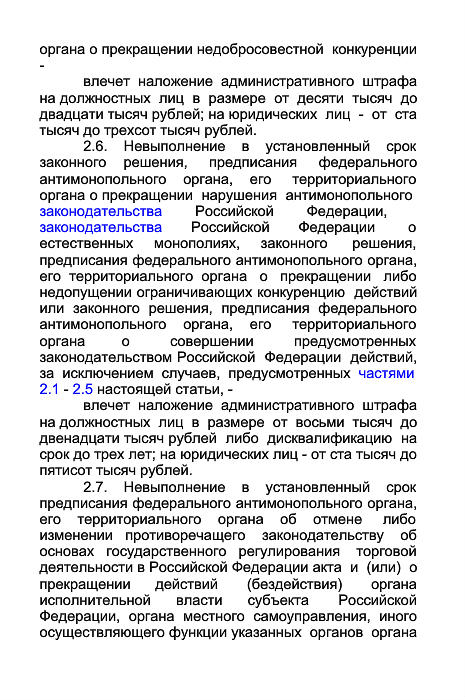 органа о прекращении недобросовестной конкуренции
-
влечет наложение административного штрафа
на должностных лиц в размере от десяти тысяч до
двадцати тысяч рублей; на юридических лиц - от ста
тысяч до трехсот тысяч рублей.
2.6. Невыполнение в установленный срок
законного решения, предписания федерального
антимонопольного органа, его территориального
органа о прекращении нарушения антимонопольного
законодательства Российской Федерации,
законодательства Российской Федерации о
естественных монополиях, законного решения,
предписания федерального антимонопольного органа,
его территориального органа о прекращении либо
недопущении ограничивающих конкуренцию действий
или законного решения, предписания федерального
антимонопольного органа, его территориального
органа о совершении предусмотренных
законодательством Российской Федерации действий,
за исключением случаев, предусмотренных частями
2.1 - 2.5 настоящей статьи, -
влечет наложение административного штрафа
на должностных лиц в размере от восьми тысяч до
двенадцати тысяч рублей либо дисквалификацию на
срок до трех лет; на юридических лиц - от ста тысяч до
пятисот тысяч рублей.
2.7. Невыполнение в установленный срок
предписания федерального антимонопольного органа,
его территориального органа об отмене либо
изменении противоречащего законодательству об
основах государственного регулирования торговой
деятельности в Российской Федерации акта и (или) о
прекращении действий (бездействия) органа
исполнительной власти субъекта Российской
Федерации, органа местного самоуправления, иного
осуществляющего функции указанных органов органа